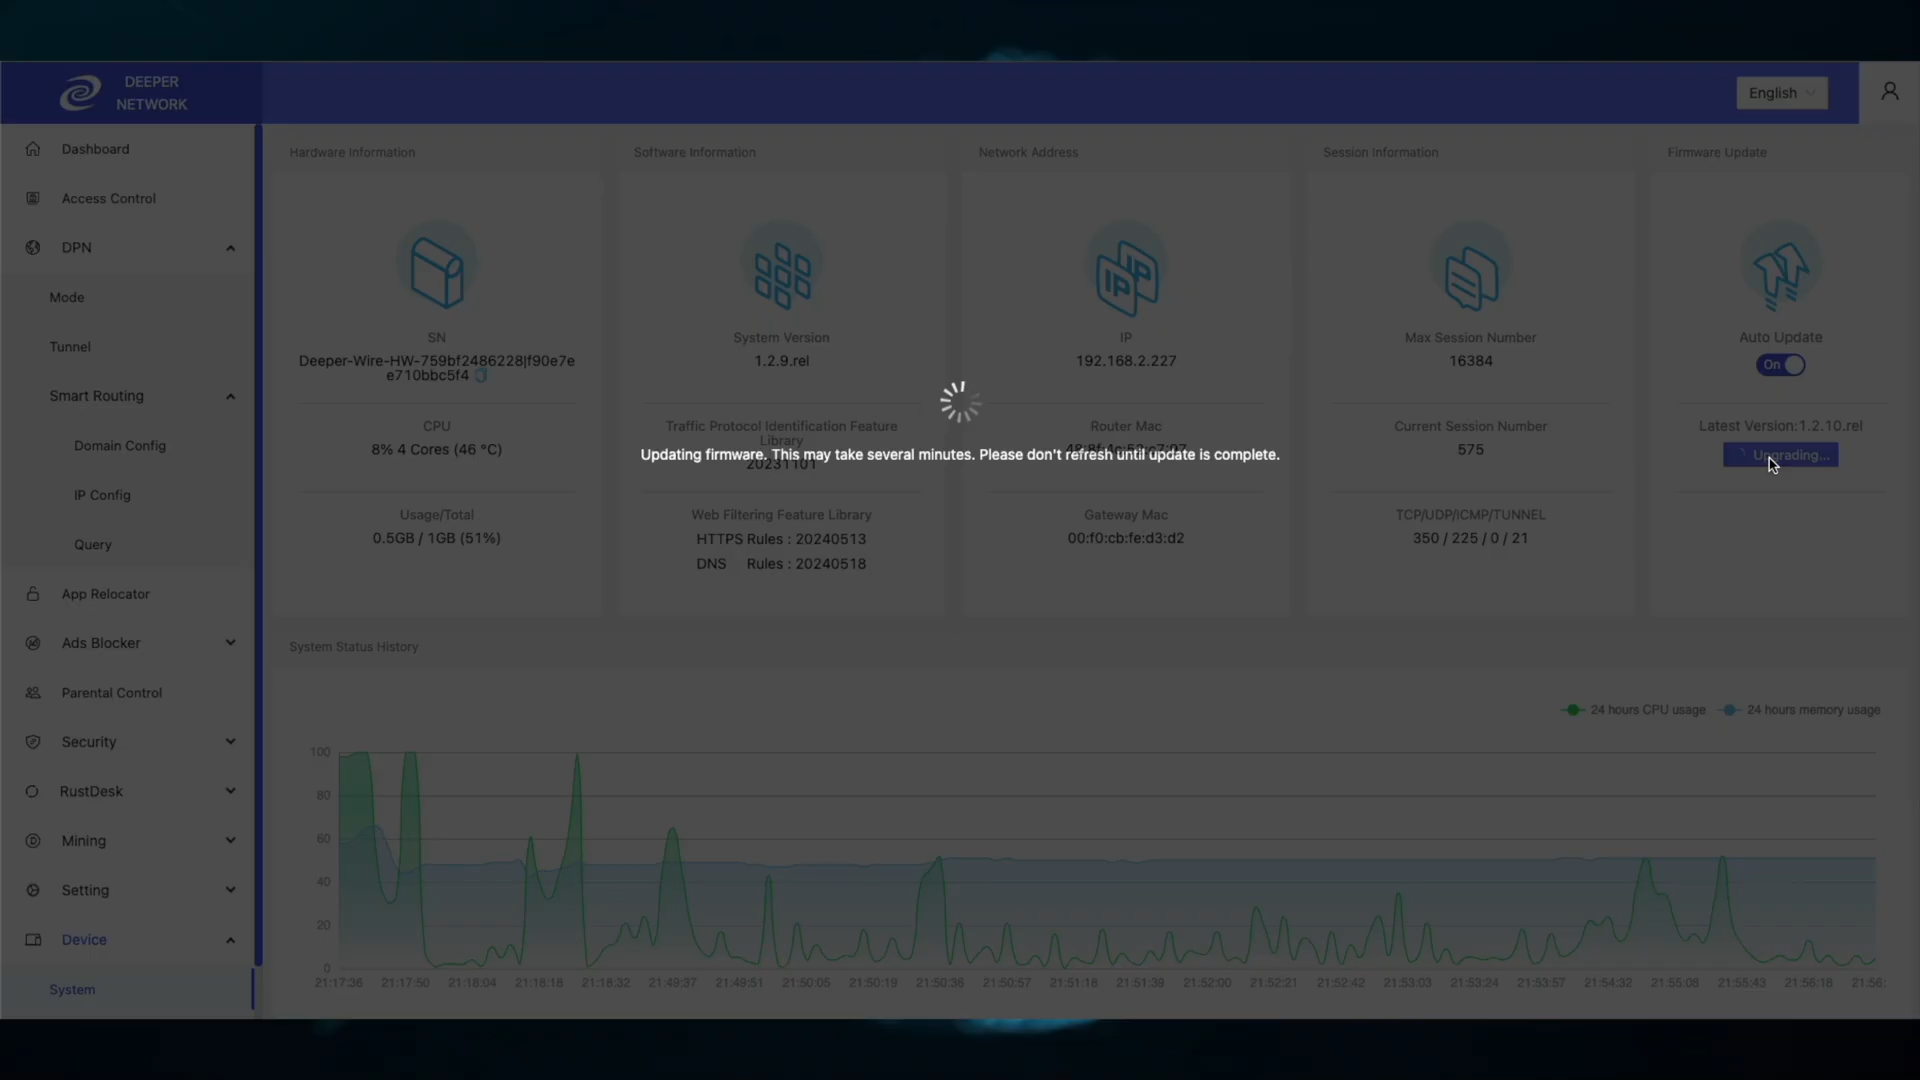 DEEPER
NETWORK
English
Dashboard
Access Control
DPN
Mode
Tunnel
Smart Routing
Domain Config
IP Config
Query
App Relocator
Ads Blocker
Parental Control
Security
RustDesk
Mining
Setting
Device
System
Hardware Information
SN
Deeper-Wire-HW-759bf2486228|f90e7e
e710bbc5f4
CPU
8% 4 Cores (46 °C)
Usage/Total
0.5GB / 1GB (51%)
Software Information
System Version
1.2.9.rel
Traffic Protocol Identification Feature
Library
20231101
Web Filtering Feature Library
HTTPS Rules : 20240513
DNS Rules : 20240518
Network Address
IP
IP
IP
192.168.2.227
Router Mac
Gateway Mac
00:f0:cb:fe:d3:d2
Session Information
Max Session Number
16384
Current Session Number
575
TCP/UDP/ICMP/TUNNEL
350 / 225 / 0 / 21
Firmware Update
Auto Update
On
Latest Version:1.2.10.rel
Upgrading...
Updating firmware. This may take several minutes. Please don't refresh until update is complete.
System Status History
24 hours CPU usage 24 hours memory usage
100
80
60
40
20
0
21:17:36 21:17:50 21:18:04 21:18:18 21:18:32 21:49:37 21:49:51 21:50:05 21:50:19 21:50:36 21:50:57 21:51:18 21:51:39 21:52:00 21:52:21 21:52:42 21:53:03 21:53:24 21:53:57 21:54:32 21:55:08 21:55:43 21:56:18 21:56: